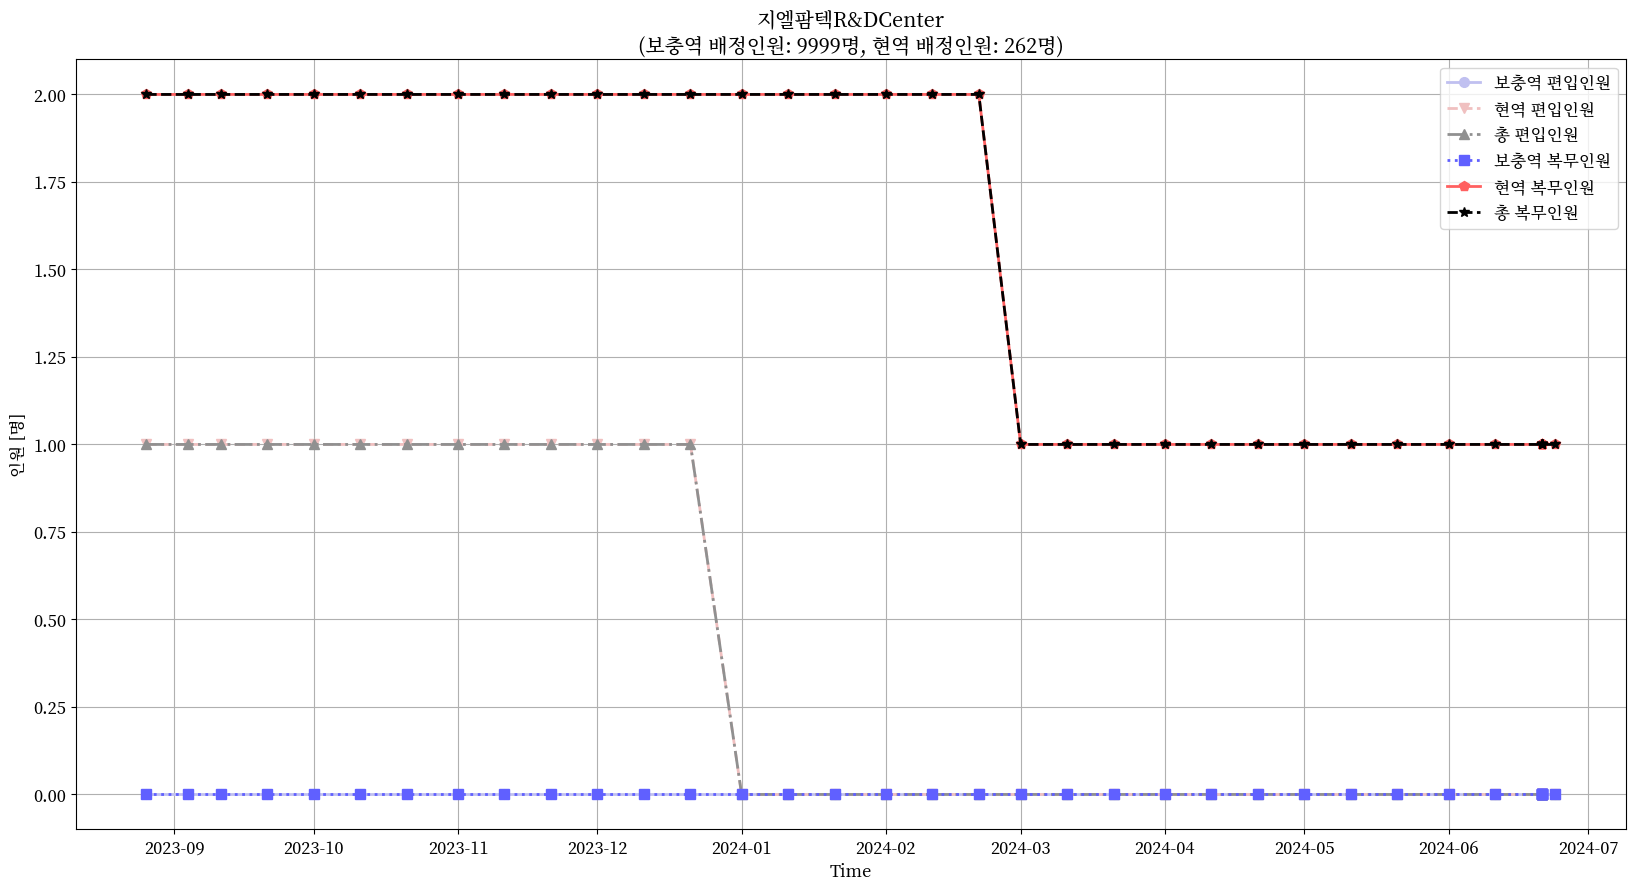 지엘팜텍R&DCenter
(보충역 배정인원: 9999명, 현역 배정인원: 262명)
보충역 편입인원
현역 편입인원
총 편입인원
보충역 복무인원
현역 복무인원
총 복무인원
2.00
1.75
1.50
1.25
1.00
0.75
0.50
0.25
0.00
인원 [명]
2023-09 2023-10 2023-11 2023-12 2024-01 2024-02 2024-03 2024-04 2024-05 2024-06 2024-07
Time